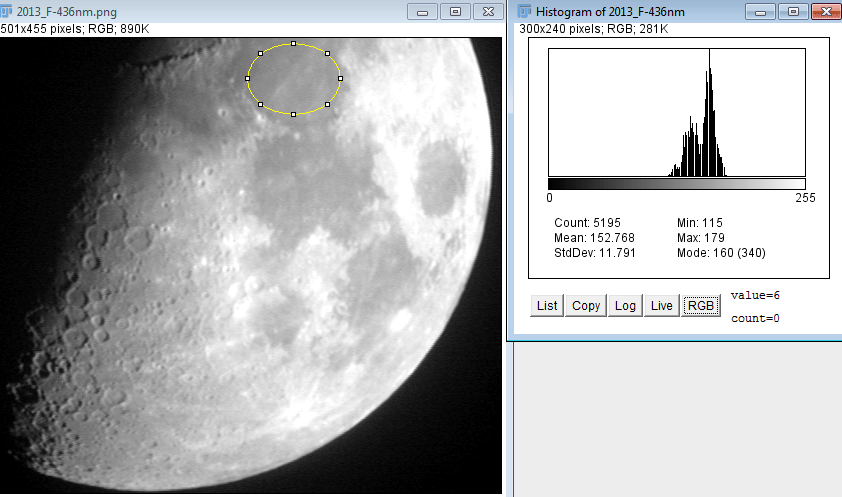 2013_F-436nm.png
501x455 pixels; RGB; 890K
Histogram of 2013_F-436nm
300x240 pixels; RGB; 281K
0 255
Count: 5195 Min: 115
Mean: 152.768 Max: 179
StdDev: 11.791 Mode: 160 (340)
List Copy Log Live RGB value=6
count=0